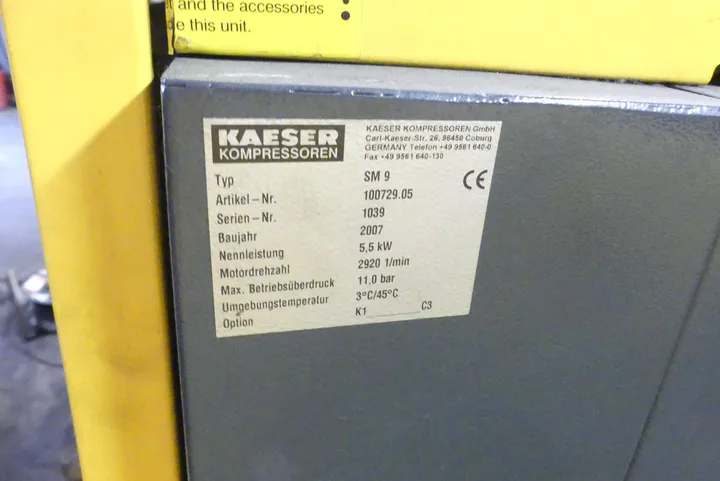 and the accessories
this unit.
KAESER
KOMPRESSOREN
KAESER KOMPRESSOREN GmbH
Carl-Kaeser-Str. 26, 96450 Coburg
GERMANY Telefon +49 9561 640-0
Fax +49 9561 640-130
CE
Typ SM 9
Artikel-Nr. 100729.05
Serien-Nr. 1039
Baujahr 2007
Nennleistung 5,5 kW
Motordrehzahl 2920 1/min
Max. Betriebsüberdruck 11,0 bar
Umgebungstemperatur 3°C/45°C
Option K1______C3